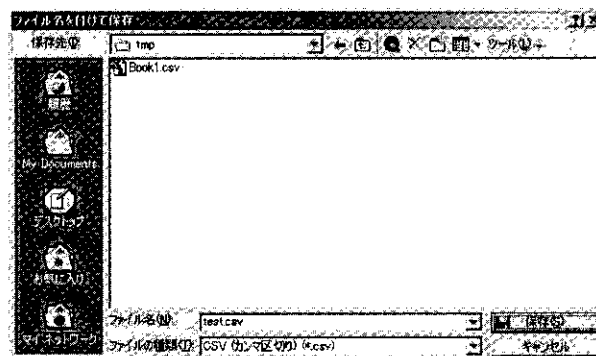 ファイル名を付けて保存
保存先(I): tmp ツール(L)
Book1.csv
履歴
My Documents
デスクトップ
お気に入り
マイネットワーク
ファイル名(N): test.csv 保存(S)
ファイルの種類(T): CSV (カンマ区切り) (*.csv) キャンセル